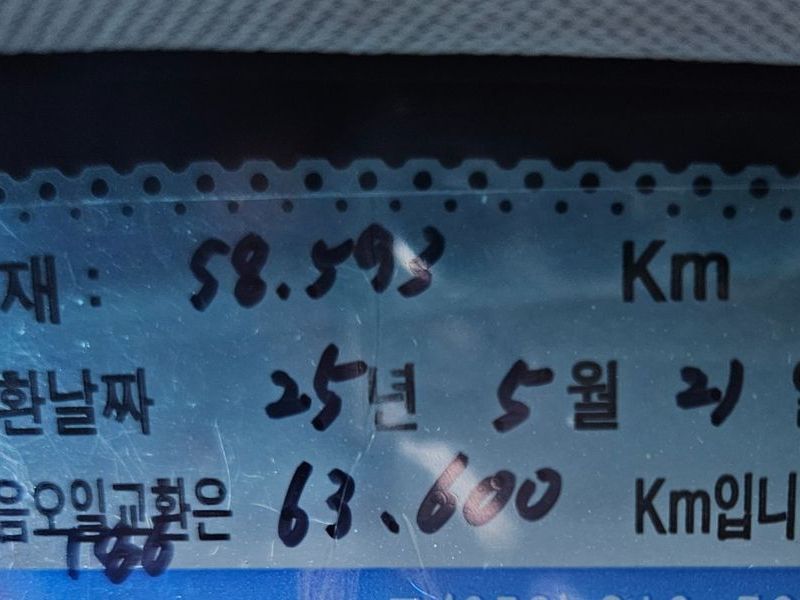 재 : 58.593 Km
환날짜 25년 5월 21
음오일교환은 63.600 Km입니